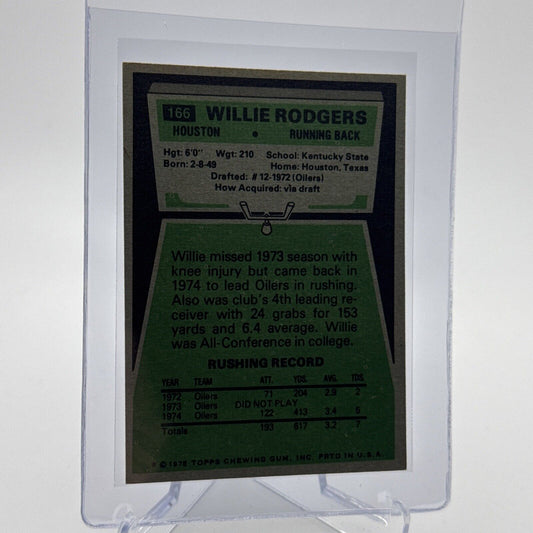 166 WILLIE RODGERS
HOUSTON • RUNNING BACK
Hgt: 6'0" Wgt: 210 School: Kentucky State
Born: 2-8-49 Home: Houston, Texas
Drafted: #12-1972 (Oilers)
How Acquired: via draft
Willie missed 1973 season with
knee injury but came back in
1974 to lead Oilers in rushing.
Also was club's 4th leading re-
ceiver with 24 grabs for 153
yards and 6.4 average. Willie
was All-Conference in college.
RUSHING RECORD
YEAR TEAM ATT. YDS. AVG. TDS.
1972 Oilers 71 204 2.9 2
1973 Oilers DID NOT PLAY
1974 Oilers 122 413 3.4 5
Totals 193 617 3.2 7
© 1975 TOPPS CHEWING GUM, INC. PRTD IN U.S.A.